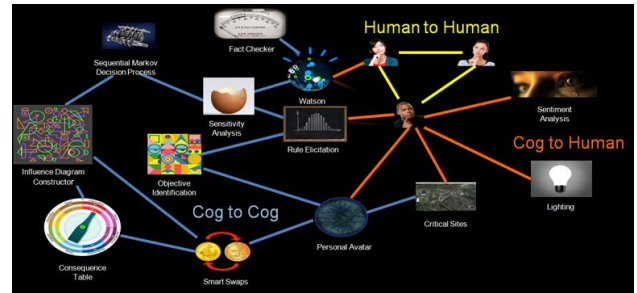 Human to Human
Fact Checker
Sequential Markov
Decision Process
Watson
Sensitivity
Analysis
Sentiment
Analysis
Rule Elicitation
Cog to Human
Influence Diagram
Constructor
Objective
Identification
Lighting
Cog to Cog
Critical Sites
Personal Avatar
Consequence
Table
Smart Swaps